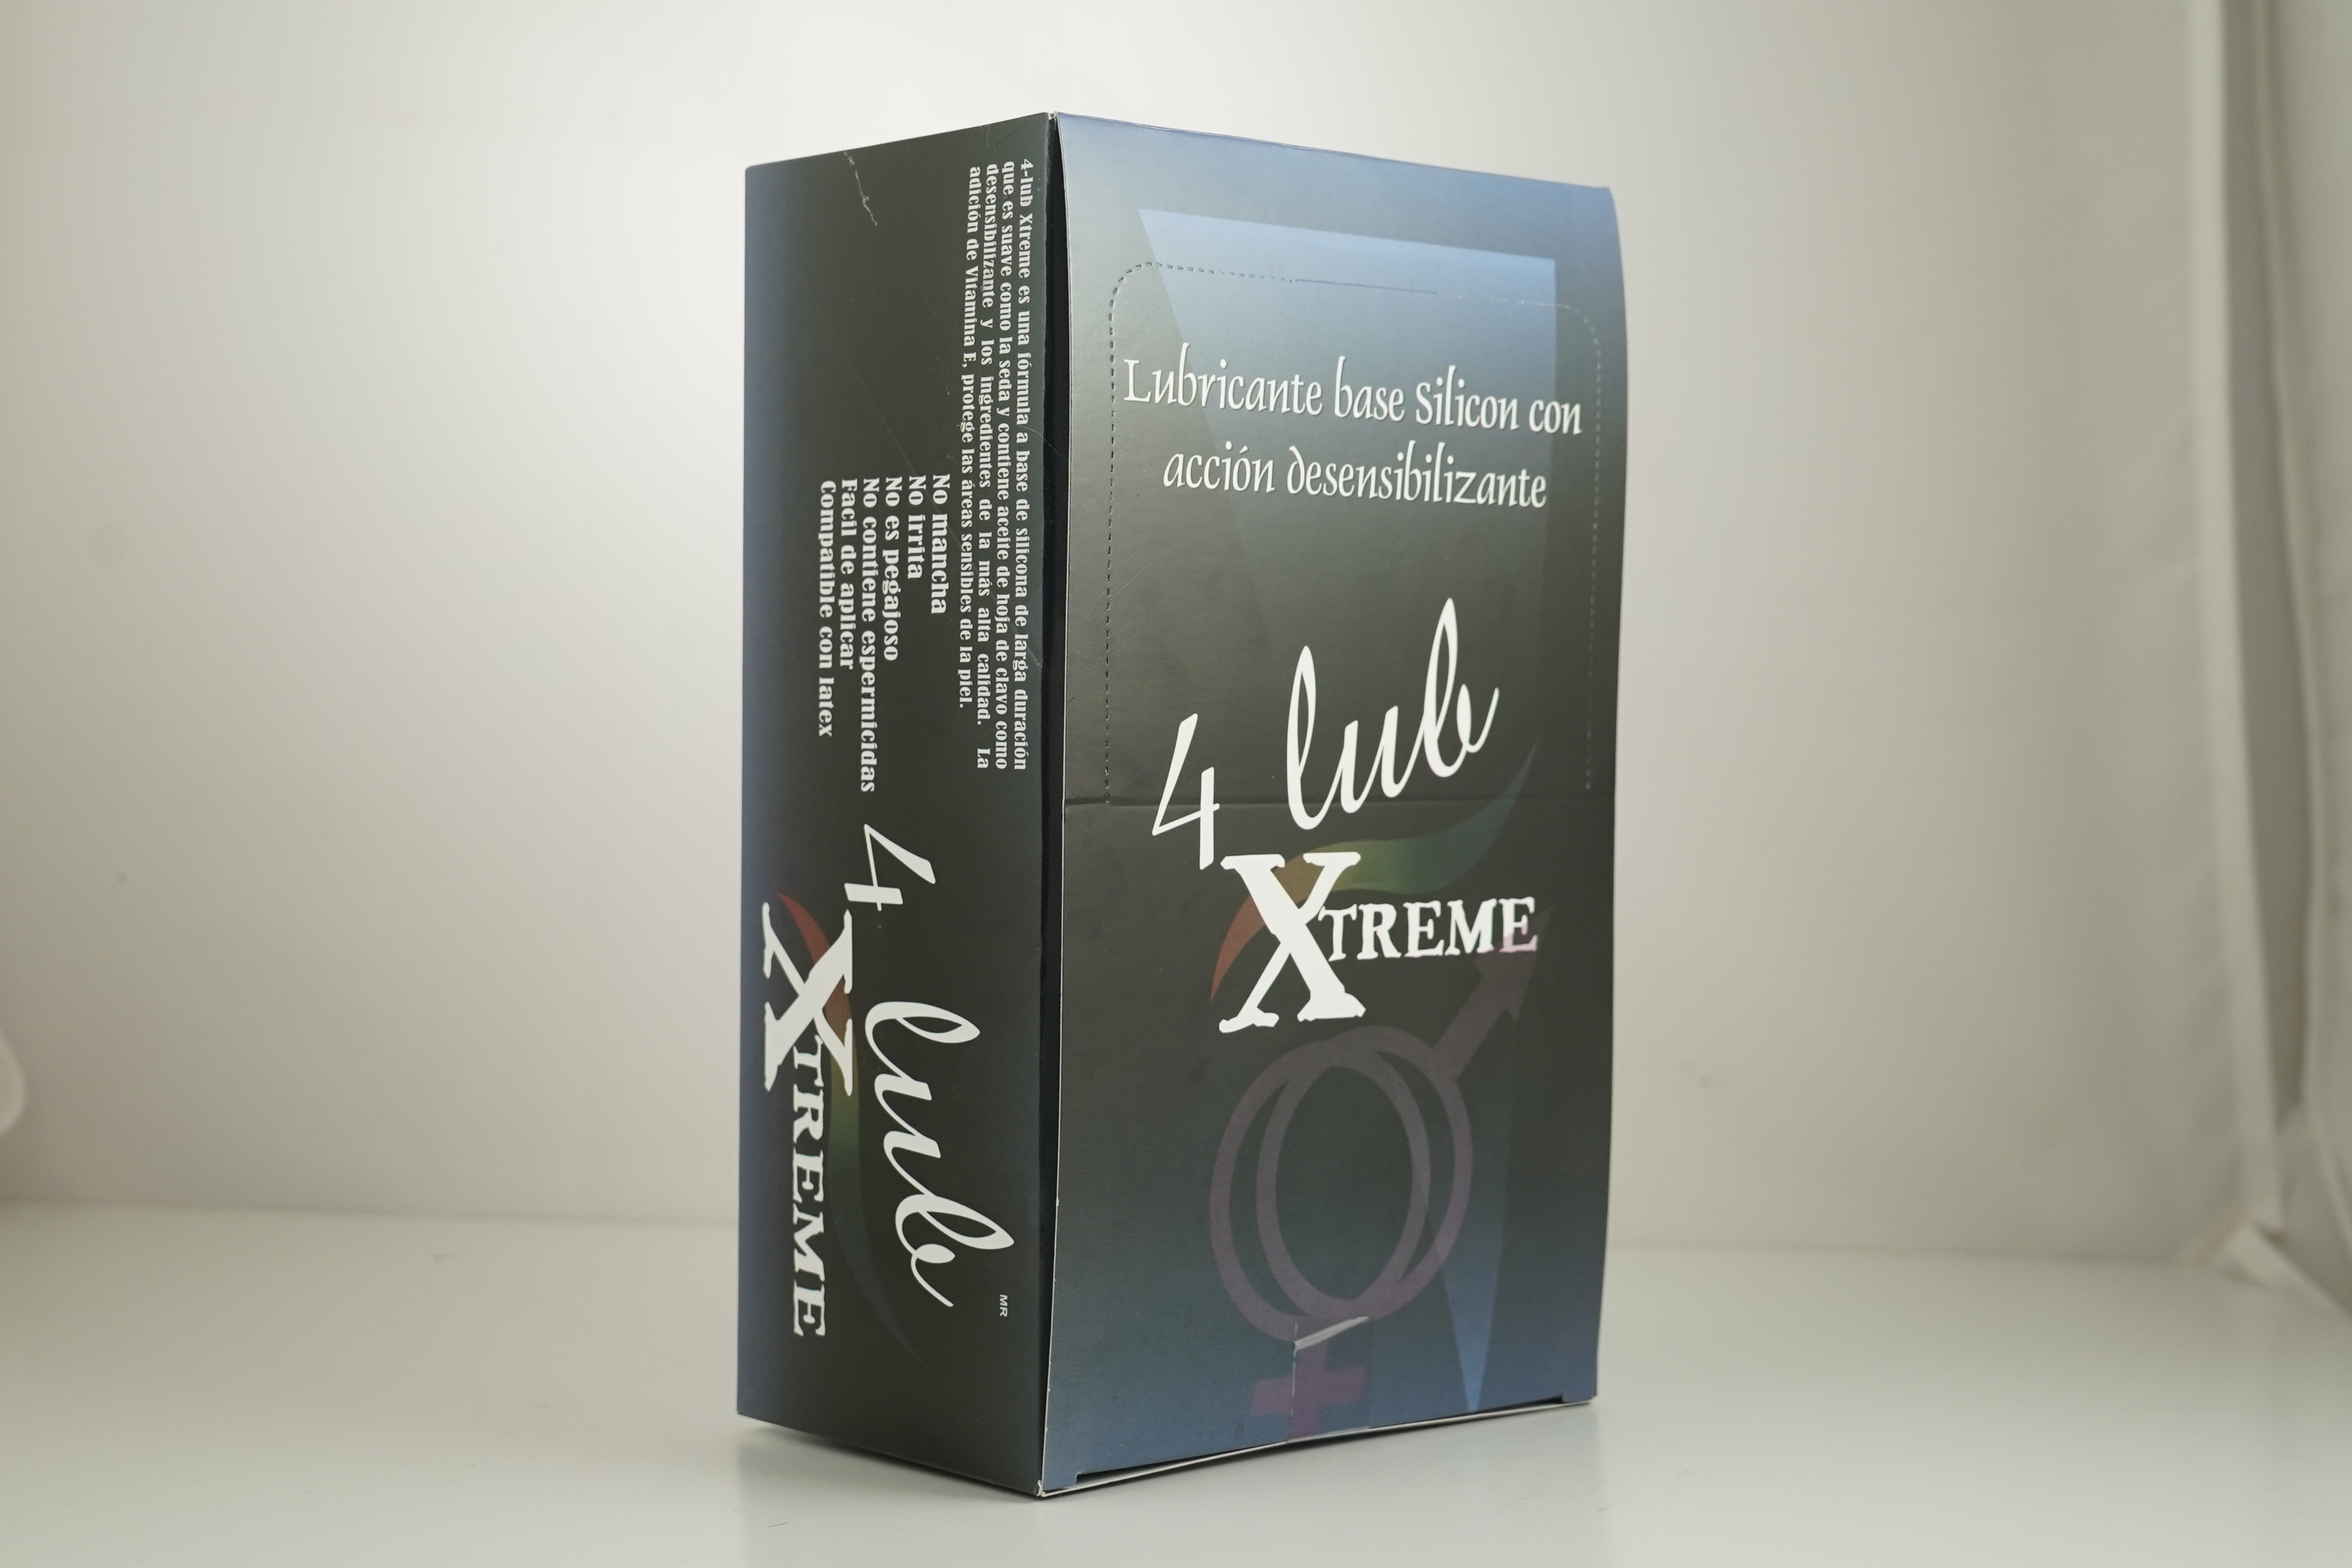 Lubricante base Silicon con
acción desensibilizante
4 lub
XTREME
4-lub Xtreme es una fórmula a base de silicona de larga duración
que es suave como la seda y contiene aceite de hoja de clavo como
desensibilizante y los ingredientes de la más alta calidad. La
adición de Vitamina E, protege las áreas sensibles de la piel.
No mancha
No irrita
No es pegajoso
No contiene espermicidas
Facil de aplicar
Compatible con latex
4 lub
XTREME
MR